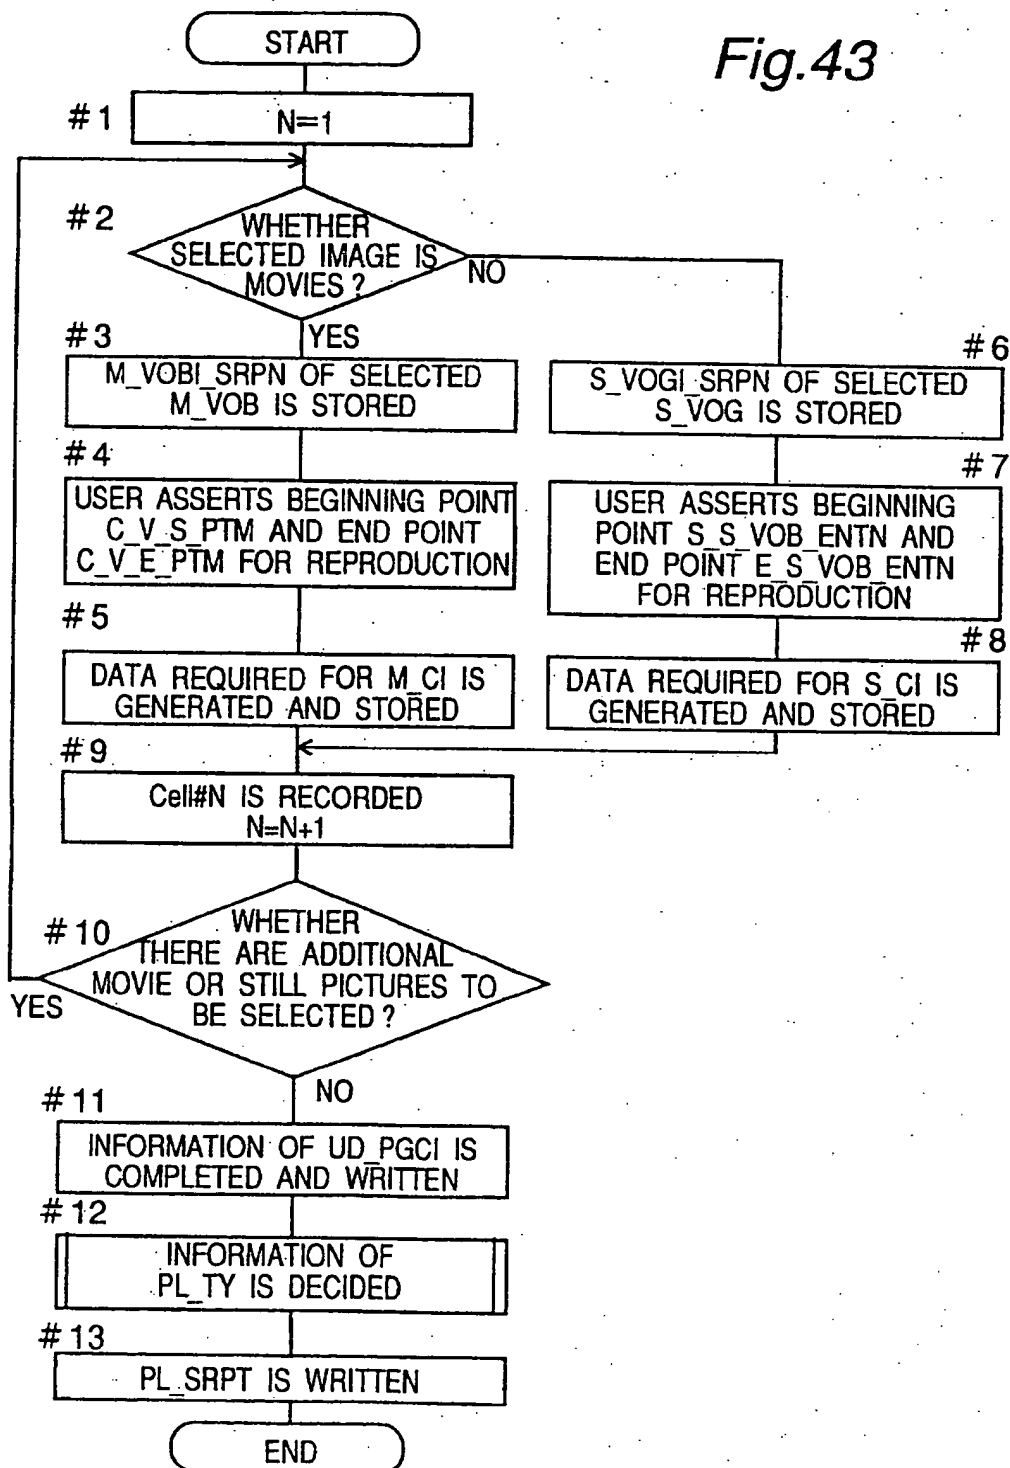 Fig.43
START
#1
N=1
#2
WHETHER
SELECTED IMAGE IS
MOVIES?
NO
YES
#3
M_VOBI_SRPN OF SELECTED
M_VOB IS STORED
#6
S_VOGI_SRPN OF SELECTED
S_VOG IS STORED
#4
USER ASSERTS BEGINNING POINT
C_V_S_PTM AND END POINT
C_V_E_PTM FOR REPRODUCTION
#7
USER ASSERTS BEGINNING
POINT S_S_VOB_ENTN AND
END POINT E_S_VOB_ENTN
FOR REPRODUCTION
#5
DATA REQUIRED FOR M_CI IS
GENERATED AND STORED
#8
DATA REQUIRED FOR S_CI IS
GENERATED AND STORED
#9
Cell#N IS RECORDED
N=N+1
#10
WHETHER
THERE ARE ADDITIONAL
MOVIE OR STILL PICTURES TO
BE SELECTED?
YES
NO
#11
INFORMATION OF UD_PGCI IS
COMPLETED AND WRITTEN
#12
INFORMATION OF
PL_TY IS DECIDED
#13
PL_SRPT IS WRITTEN
END